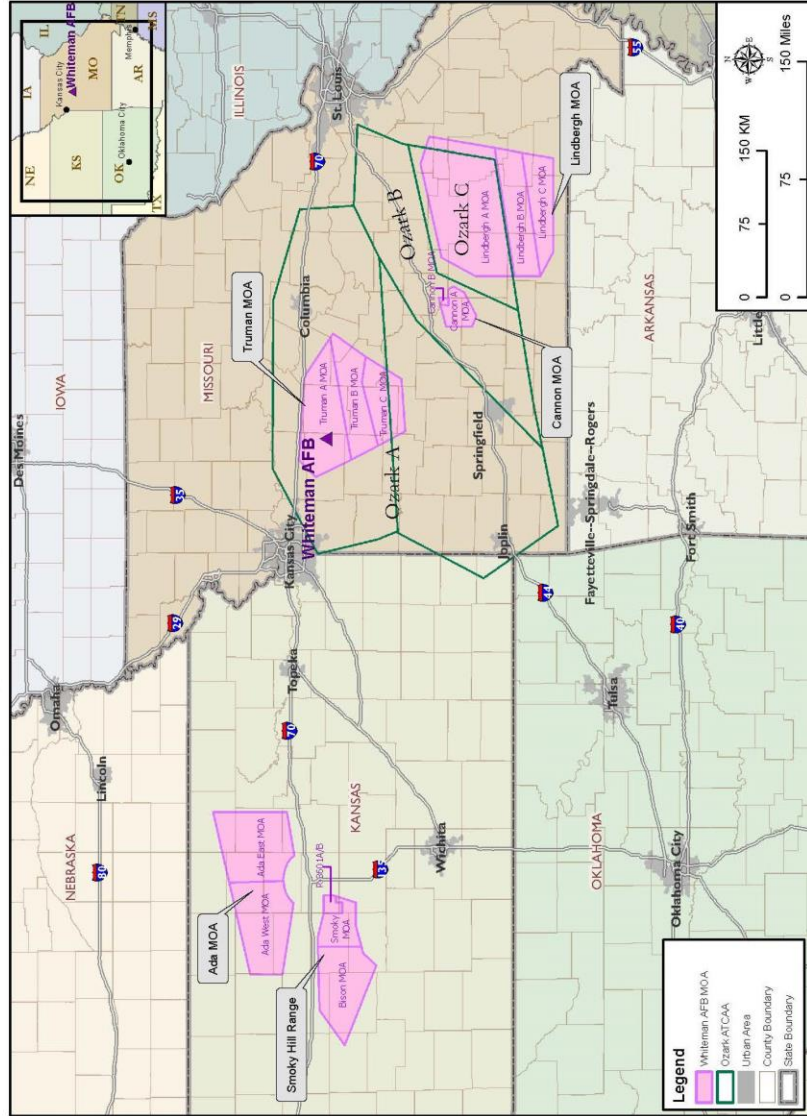 NE
IA
IL
KS
MO
OK
AR
TN
MS
TX
Kansas City
Whiteman AFB
Oklahoma City
Memphis
NEBRASKA
IOWA
ILLINOIS
MISSOURI
KANSAS
OKLAHOMA
ARKANSAS
Des Moines
Omaha
Lincoln
80
29
35
Ada MOA
Ada West MOA
Ada East MOA
Topeka
70
Kansas City
Whiteman AFB
Columbia
70
St. Louis
Truman MOA
Truman A MOA
Truman B MOA
Truman C MOA
Smoky Hill Range
Bison MOA
Smoky
MOA
135
Wichita
Ozark A
Ozark B
Ozark C
Cannon B MOA
Cannon A
MOA
Cannon MOA
Lindbergh A MOA
Lindbergh B MOA
Lindbergh C MOA
Lindbergh MOA
Springfield
Joplin
44
55
Fayetteville--Springdale--Rogers
Tulsa
Fort Smith
40
Oklahoma City
Little
Legend
Whiteman AFB MOA
Ozark ATCAA
Urban Area
County Boundary
State Boundary
N
W
E
S
0 75 150 KM
0 75 150 Miles